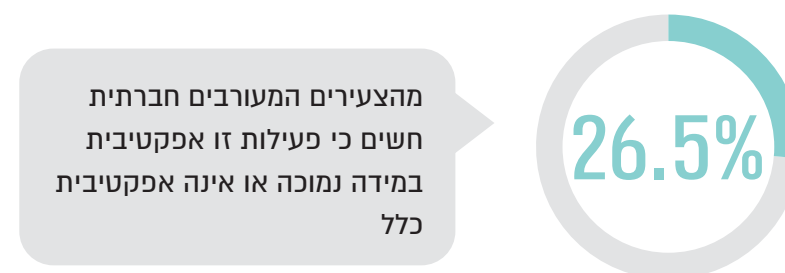 26.5%
מהצעירים המעורבים חברתית
חשים כי פעילות זו אפקטיבית
במידה נמוכה או אינה אפקטיבית
כלל